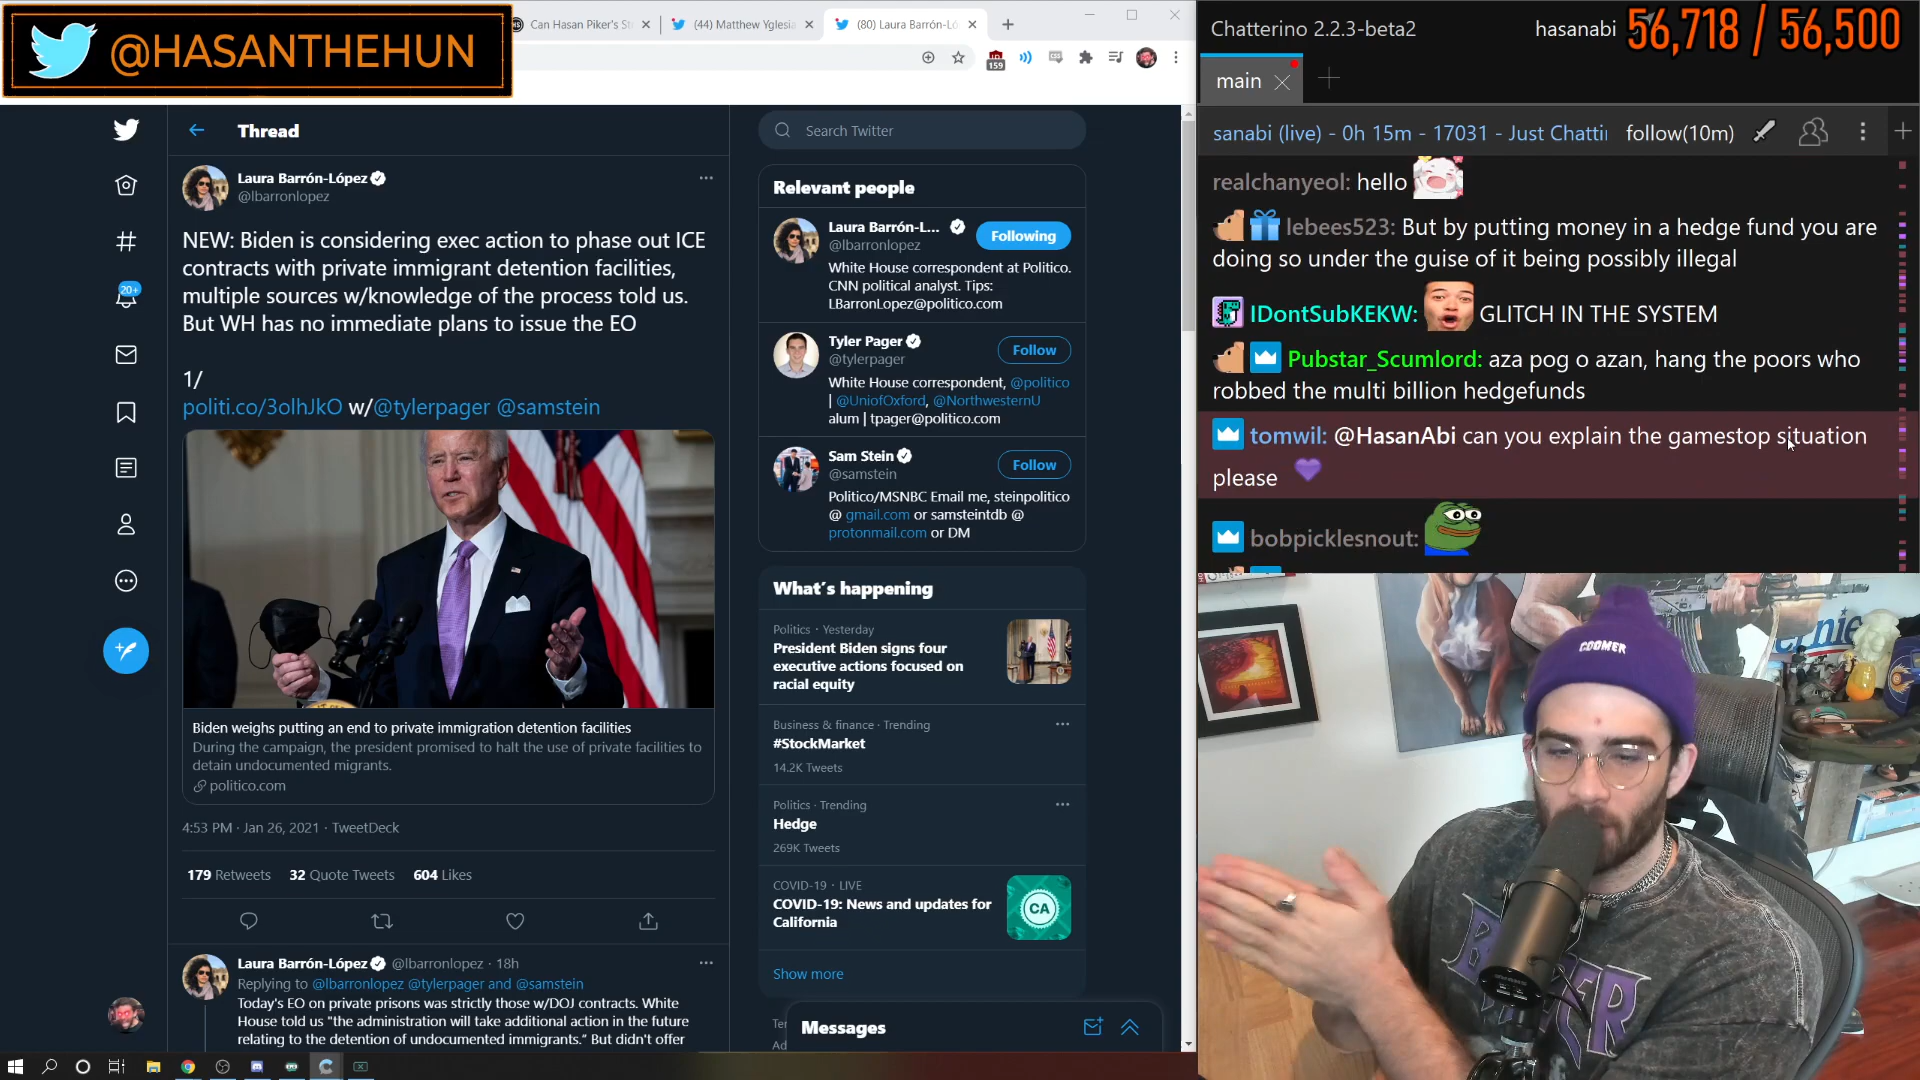 @HASANTHEHUN
Can Hasan Piker's St
(44) Matthew Yglesia
(80) Laura Barrón-Ló
159
Thread
Laura Barrón-López
@lbarronlopez
NEW: Biden is considering exec action to phase out ICE
contracts with private immigrant detention facilities,
multiple sources w/knowledge of the process told us.
But WH has no immediate plans to issue the EO
1/
politi.co/3olhJkO w/@tylerpager @samstein
Biden weighs putting an end to private immigration detention facilities
During the campaign, the president promised to halt the use of private facilities to
detain undocumented migrants.
politico.com
4:53 PM · Jan 26, 2021 · TweetDeck
179 Retweets 32 Quote Tweets 604 Likes
Laura Barrón-López @lbarronlopez · 18h
Replying to @lbarronlopez @tylerpager and @samstein
Today's EO on private prisons was strictly those w/DOJ contracts. White
House told us "the administration will take additional action in the future
relating to the detention of undocumented immigrants." But didn't offer
20+
Search Twitter
Relevant people
Laura Barrón-L...
@lbarronlopez
Following
White House correspondent at Politico.
CNN political analyst. Tips:
LBarronLopez@politico.com
Tyler Pager
@tylerpager
Follow
White House correspondent, @politico
| @UniofOxford, @NorthwesternU
alum | tpager@politico.com
Sam Stein
@samstein
Follow
Politico/MSNBC Email me, steinpolitico
@ gmail.com or samsteintdb @
protonmail.com or DM
What's happening
Politics · Yesterday
President Biden signs four
executive actions focused on
racial equity
Business & finance · Trending
#StockMarket
14.2K Tweets
Politics · Trending
Hedge
269K Tweets
COVID-19 · LIVE
COVID-19: News and updates for
California
CA
Show more
Messages
Chatterino 2.2.3-beta2
hasanabi
56,718 / 56,500
main
sanabi (live) - 0h 15m - 17031 - Just Chatti
follow(10m)
realchanyeol: hello
lebees523: But by putting money in a hedge fund you are
doing so under the guise of it being possibly illegal
IDontSubKEKW: GLITCH IN THE SYSTEM
Pubstar_Scumlord: aza pog o azan, hang the poors who
robbed the multi billion hedgefunds
tomwil: @HasanAbi can you explain the gamestop situation
please
bobpicklesnout:
COOMER
ernie